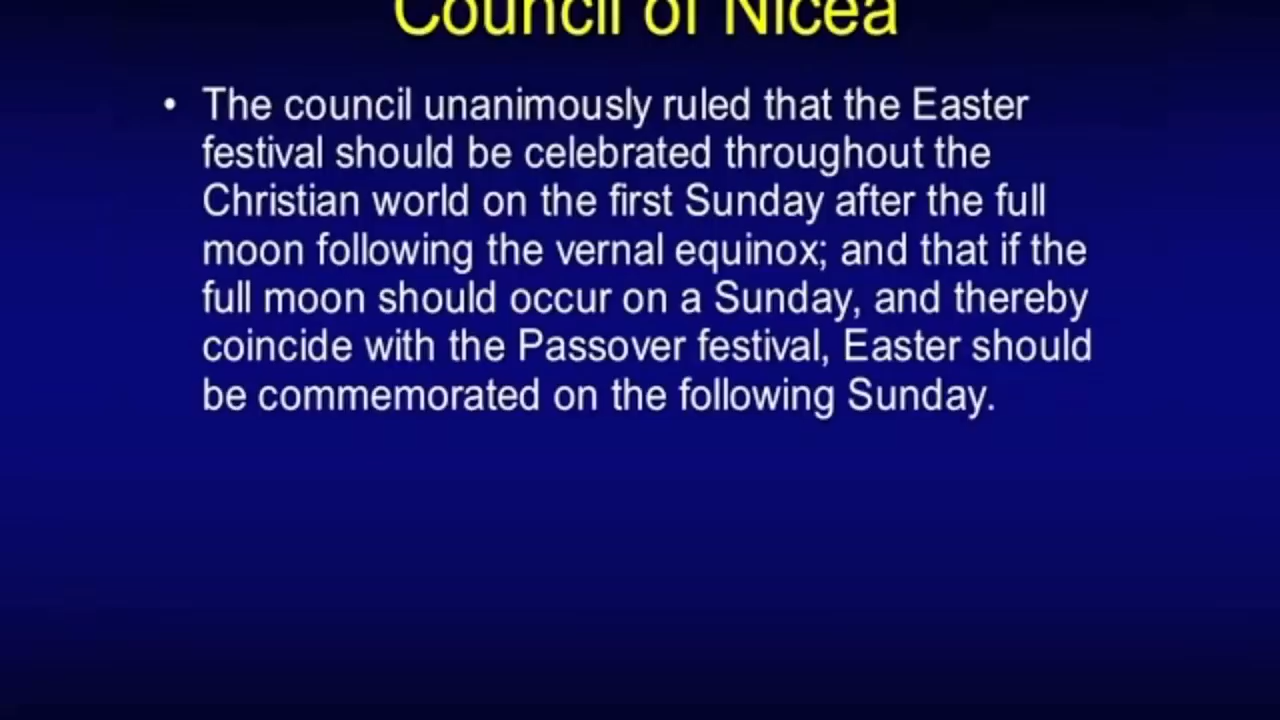 Council of Nicea
• The council unanimously ruled that the Easter
festival should be celebrated throughout the
Christian world on the first Sunday after the full
moon following the vernal equinox; and that if the
full moon should occur on a Sunday, and thereby
coincide with the Passover festival, Easter should
be commemorated on the following Sunday.